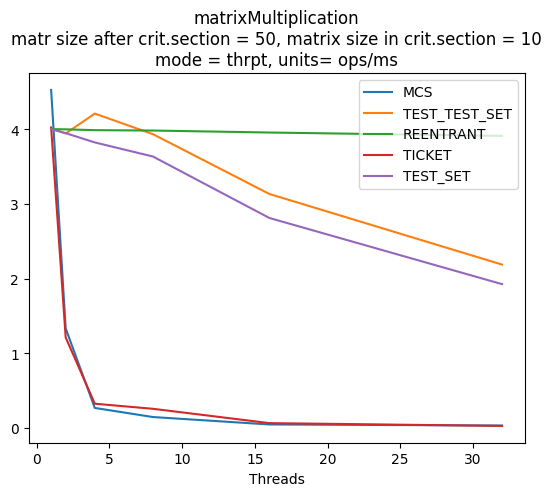 matrixMultiplication
matr size after crit.section = 50, matrix size in crit.section = 10
mode = thrpt, units= ops/ms
MCS
TEST_TEST_SET
REENTRANT
TICKET
TEST_SET
4
3
2
1
0
0 5 10 15 20 25 30
Threads